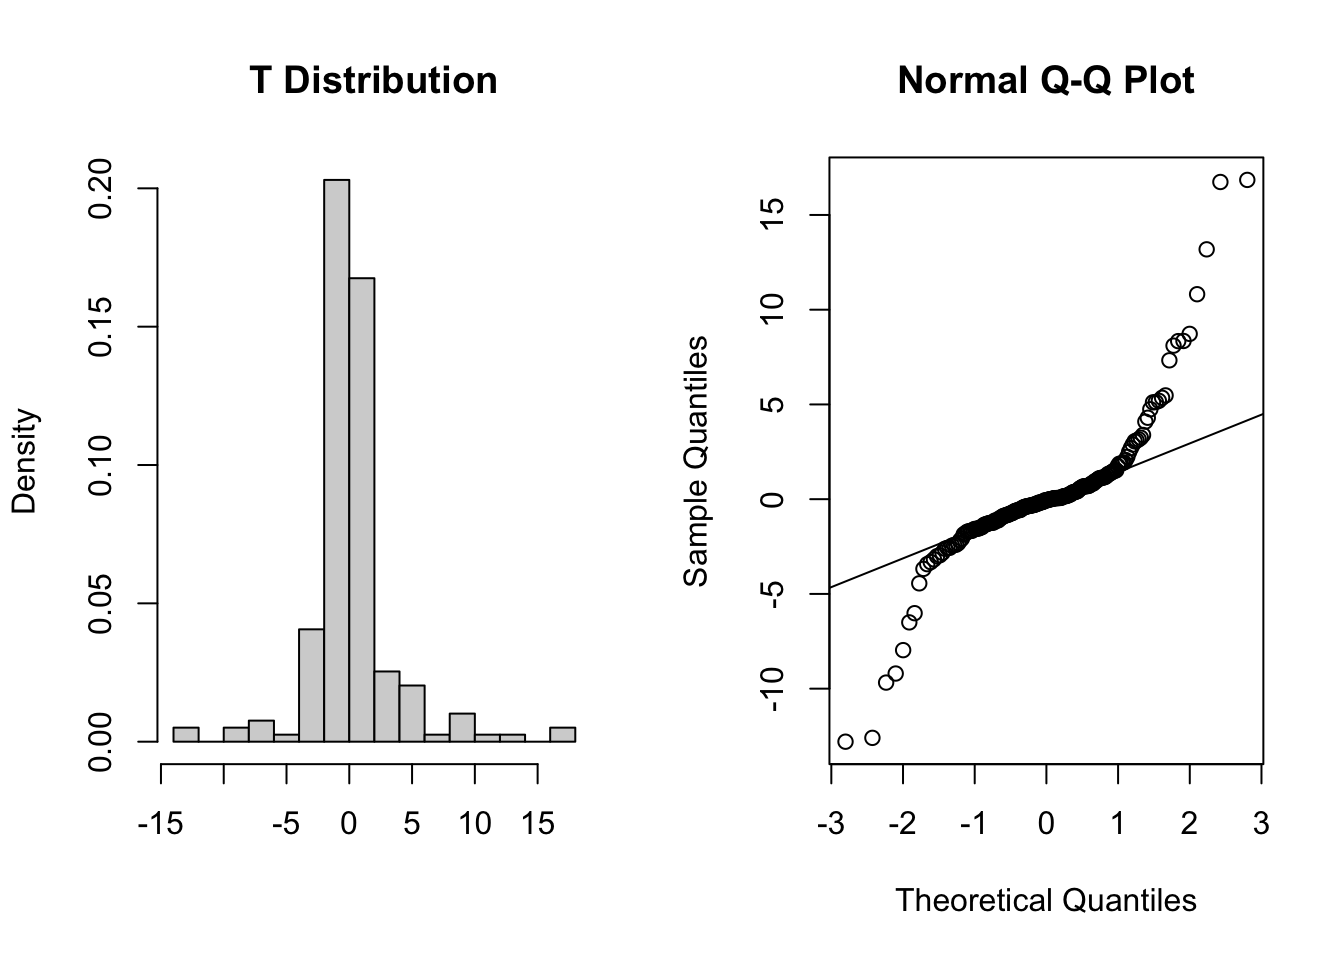 T Distribution
Density
0.00 0.05 0.10 0.15 0.20
-15 -5 0 5 10 15
Normal Q-Q Plot
Sample Quantiles
-10 -5 0 5 10 15
-3 -2 -1 0 1 2 3
Theoretical Quantiles